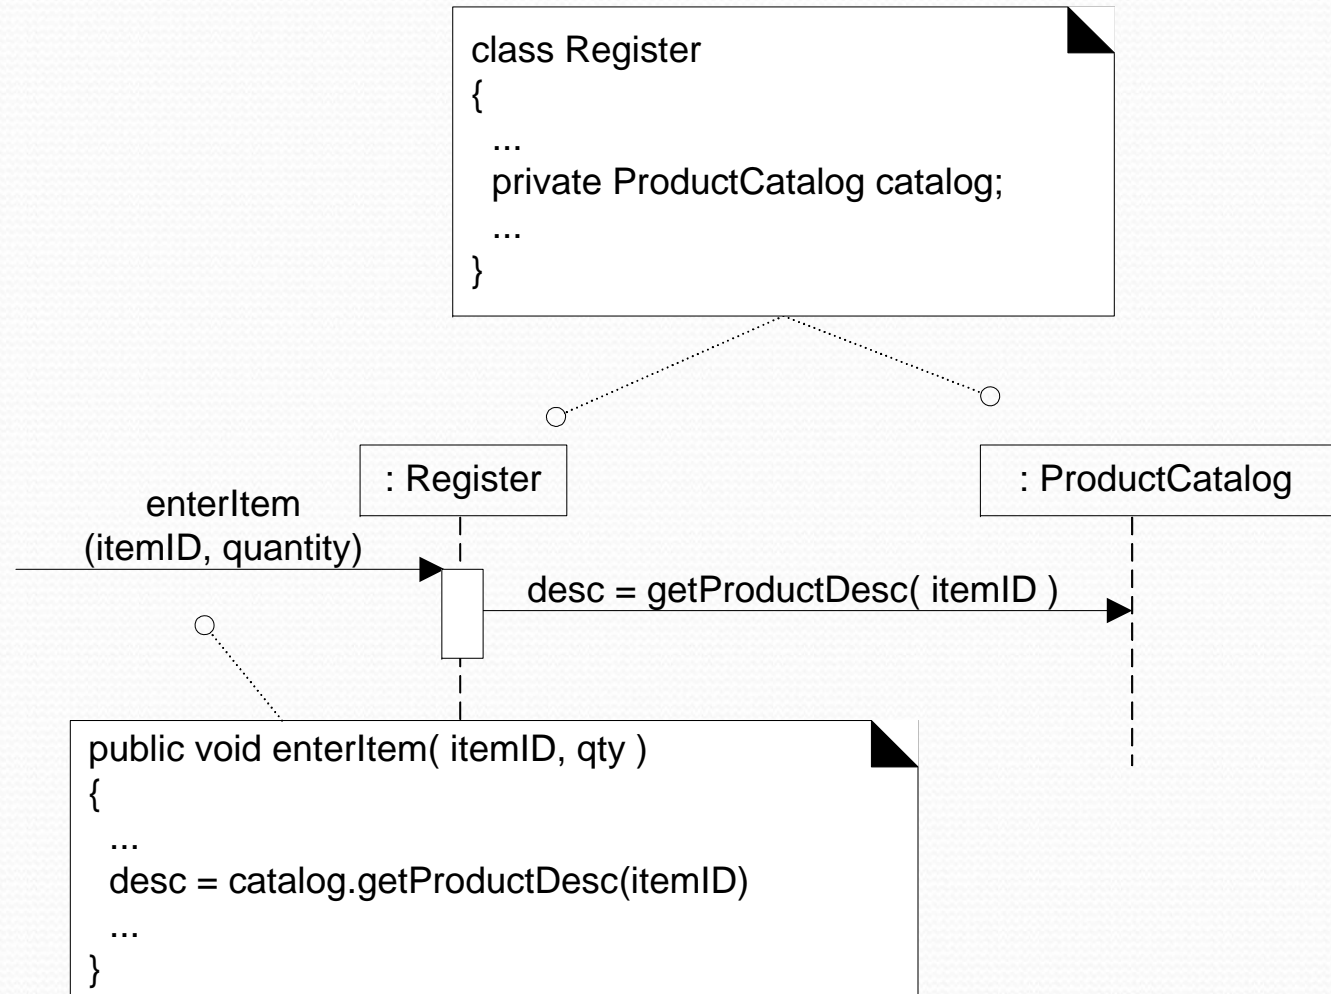 class Register
{
...
private ProductCatalog catalog;
...
}
: Register
: ProductCatalog
enterItem
(itemID, quantity)
desc = getProductDesc( itemID )
public void enterItem( itemID, qty )
{
...
desc = catalog.getProductDesc(itemID)
...
}